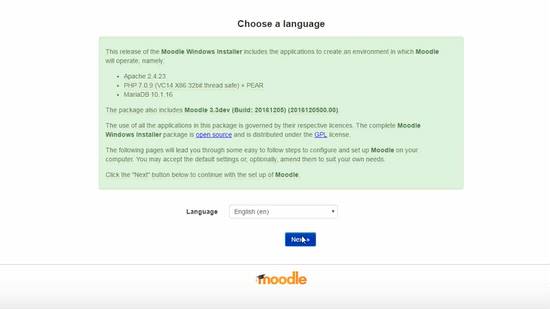 Choose a language
This release of the Moodle Windows Installer includes the applications to create an environment in which Moodle
will operate, namely:
• Apache 2.4.23
• PHP 7.0.9 (VC14 X86 32bit thread safe) + PEAR
• MariaDB 10.1.16
The package also includes Moodle 3.3dev (Build: 20161205) (2016120500.00).
The use of all the applications in this package is governed by their respective licences. The complete Moodle
Windows Installer package is open source and is distributed under the GPL license.
The following pages will lead you through some easy to follow steps to configure and set up Moodle on your
computer. You may accept the default settings or, optionally, amend them to suit your own needs.
Click the "Next" button below to continue with the set up of Moodle.
Language English (en)
Next »
moodle